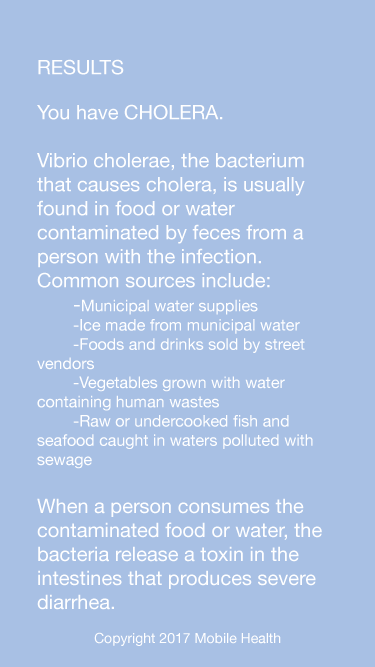 RESULTS
You have CHOLERA.
Vibrio cholerae, the bacterium
that causes cholera, is usually
found in food or water
contaminated by feces from a
person with the infection.
Common sources include:
-Municipal water supplies
-Ice made from municipal water
-Foods and drinks sold by street
vendors
-Vegetables grown with water
containing human wastes
-Raw or undercooked fish and
seafood caught in waters polluted with
sewage
When a person consumes the
contaminated food or water, the
bacteria release a toxin in the
intestines that produces severe
diarrhea.
Copyright 2017 Mobile Health